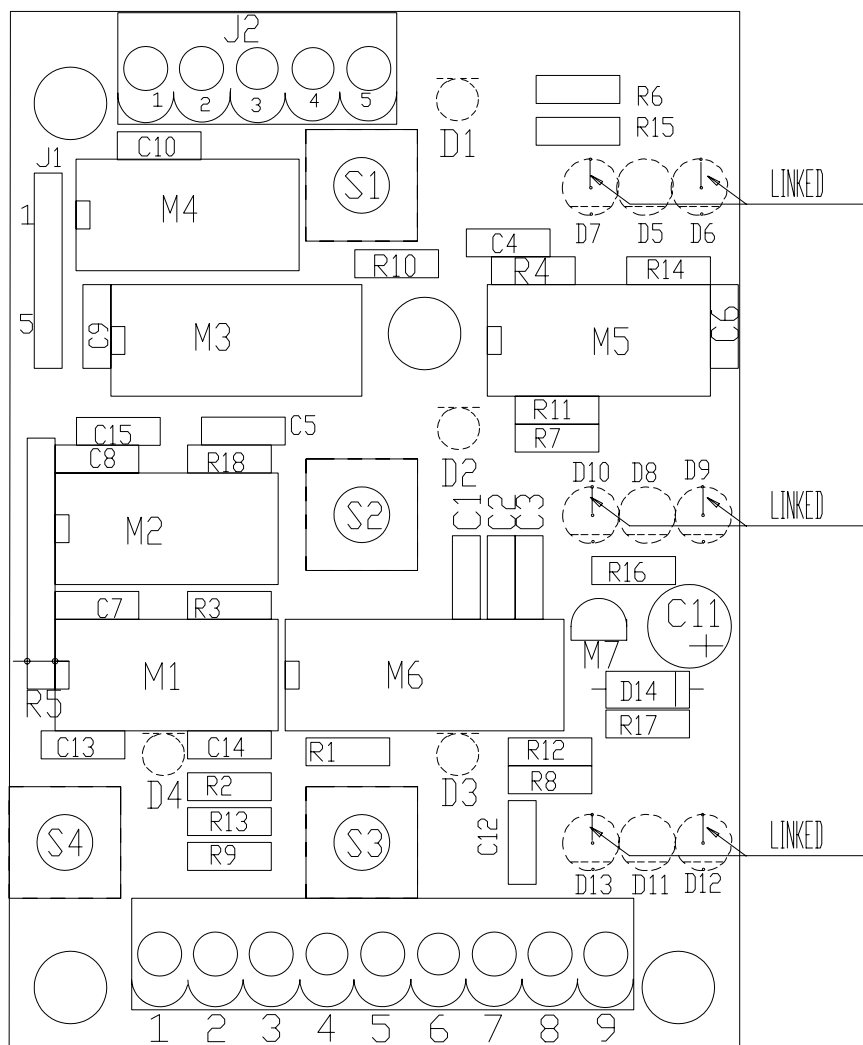 J2
1 2 3 4 5
D1
R6
R15
J1
C10
S1
M4
LINKED
1
D7 D5 D6
C4
R10
R4
R14
5
C9
M3
M5
C6
R11
R7
C15
C5
C8
R18
D2
D10 D8 D9
LINKED
M2
S2
C1
C2
C3
R16
C7
R3
C11
+
M7
M1
M6
R5
D14
R17
C13
C14
R1
R12
D4
R2
D3
R8
R13
R9
S4
S3
C12
LINKED
D13 D11 D12
1 2 3 4 5 6 7 8 9